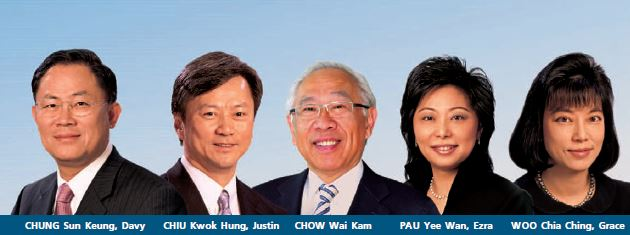 CHUNG Sun Keung, Davy CHIU Kwok Hung, Justin CHOW Wai Kam PAU Yee Wan, Ezra WOO Chia Ching, Grace